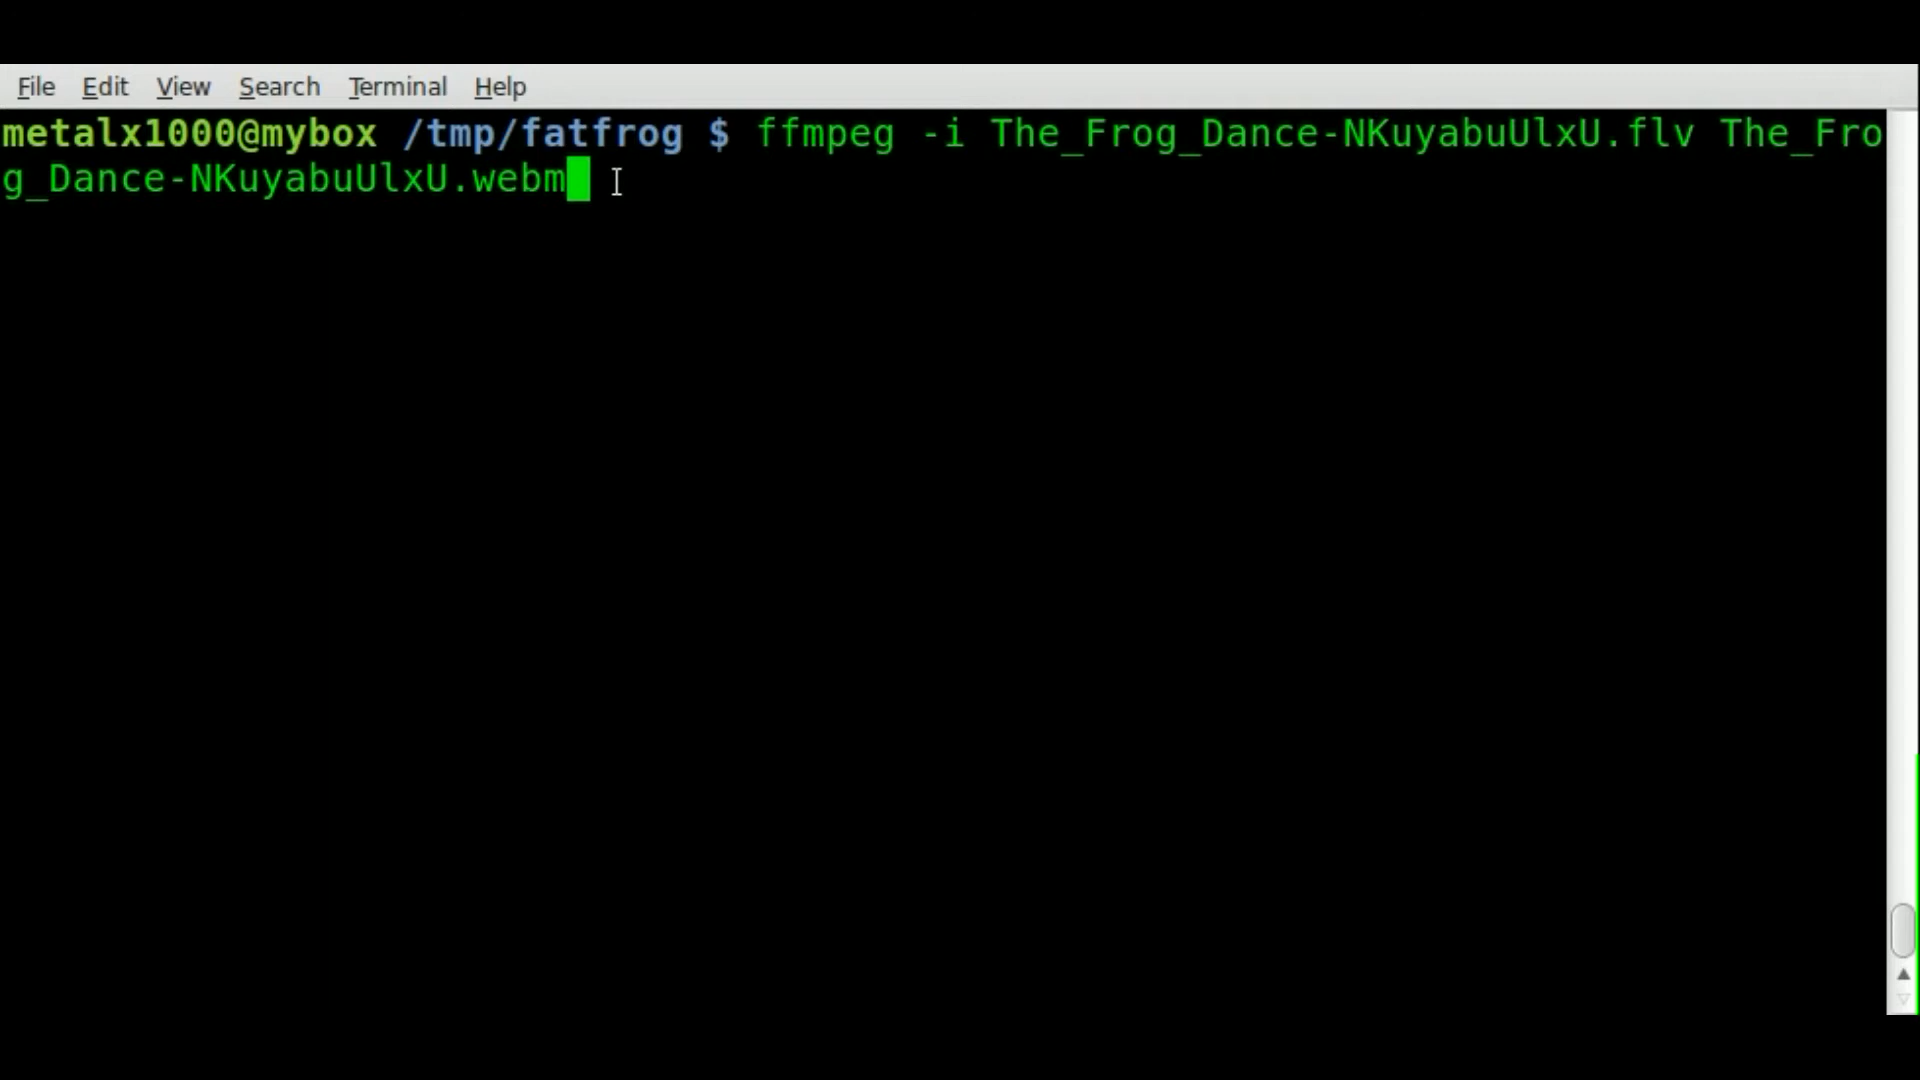 File Edit View Search Terminal Help
metalx1000@mybox /tmp/fatfrog $ ffmpeg -i The_Frog_Dance-NKuyabuUlxU.flv The_Fro
g_Dance-NKuyabuUlxU.webm